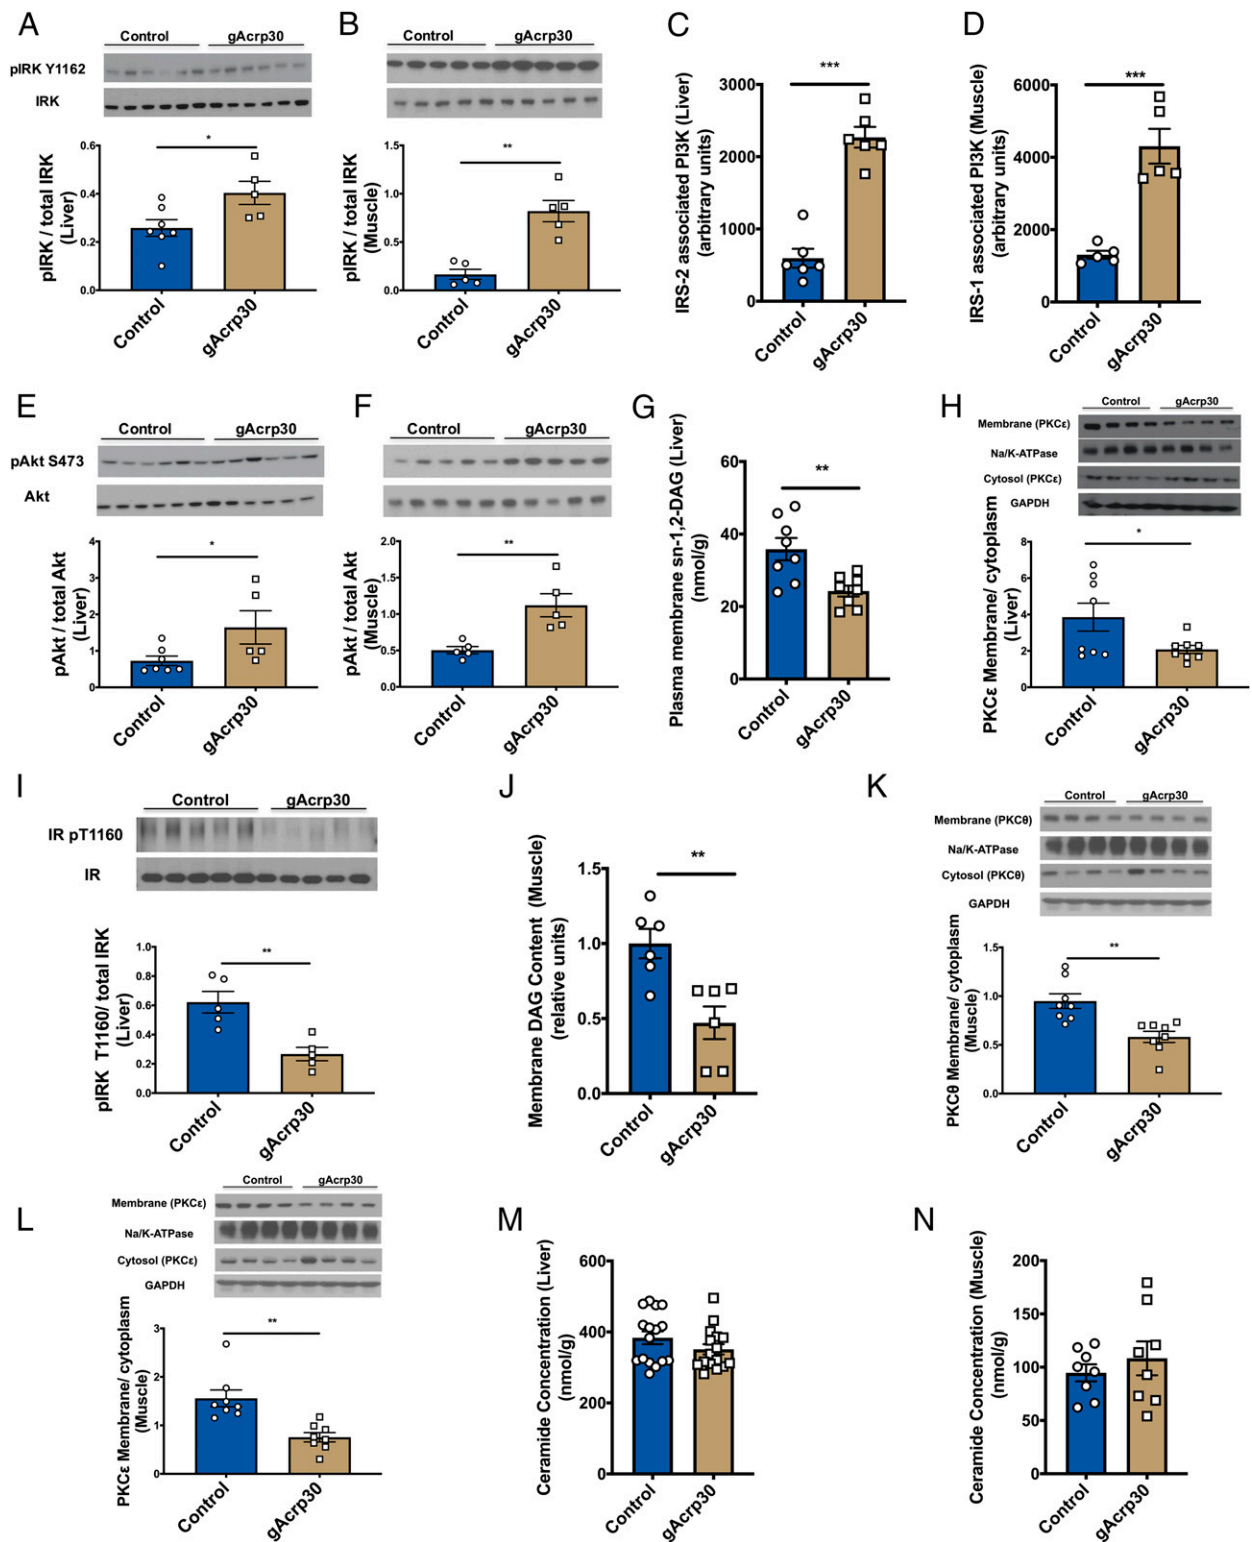 A
Control
gAcrp30
pIRK Y1162
IRK
pIRK / total IRK
(Liver)
0.6
0.4
0.2
0.0
*
Control
gAcrp30
B
Control
gAcrp30
pIRK / total IRK
(Muscle)
1.5
1.0
0.5
0.0
**
Control
gAcrp30
C
IRS-2 associated PI3K (Liver)
(arbitrary units)
3000
2000
1000
0
***
Control
gAcrp30
D
IRS-1 associated PI3K (Muscle)
(arbitrary units)
6000
4000
2000
0
***
Control
gAcrp30
E
Control
gAcrp30
pAkt S473
Akt
pAkt / total Akt
(Liver)
4
3
2
1
0
*
Control
gAcrp30
F
Control
gAcrp30
pAkt / total Akt
(Muscle)
2.0
1.5
1.0
0.5
0.0
**
Control
gAcrp30
G
Plasma membrane sn-1,2-DAG (Liver)
(nmol/g)
60
40
20
0
**
Control
gAcrp30
H
Control
gAcrp30
Membrane (PKCε)
Na/K-ATPase
Cytosol (PKCε)
GAPDH
PKCε Membrane/ cytoplasm
(Liver)
8
6
4
2
0
*
Control
gAcrp30
I
Control
gAcrp30
IR pT1160
IR
pIRK T1160/ total IRK
(Liver)
1.0
0.8
0.6
0.4
0.2
0.0
**
Control
gAcrp30
J
Membrane DAG Content (Muscle)
(relative units)
1.5
1.0
0.5
0.0
**
Control
gAcrp30
K
Control
gAcrp30
Membrane (PKCθ)
Na/K-ATPase
Cytosol (PKCθ)
GAPDH
PKCθ Membrane/ cytoplasm
(Muscle)
1.5
1.0
0.5
0.0
**
Control
gAcrp30
L
Control
gAcrp30
Membrane (PKCε)
Na/K-ATPase
Cytosol (PKCε)
GAPDH
PKCε Membrane/ cytoplasm
(Muscle)
3
2
1
0
**
Control
gAcrp30
M
Ceramide Concentration (Liver)
(nmol/g)
600
400
200
0
Control
gAcrp30
N
Ceramide Concentration (Muscle)
(nmol/g)
200
150
100
50
0
Control
gAcrp30